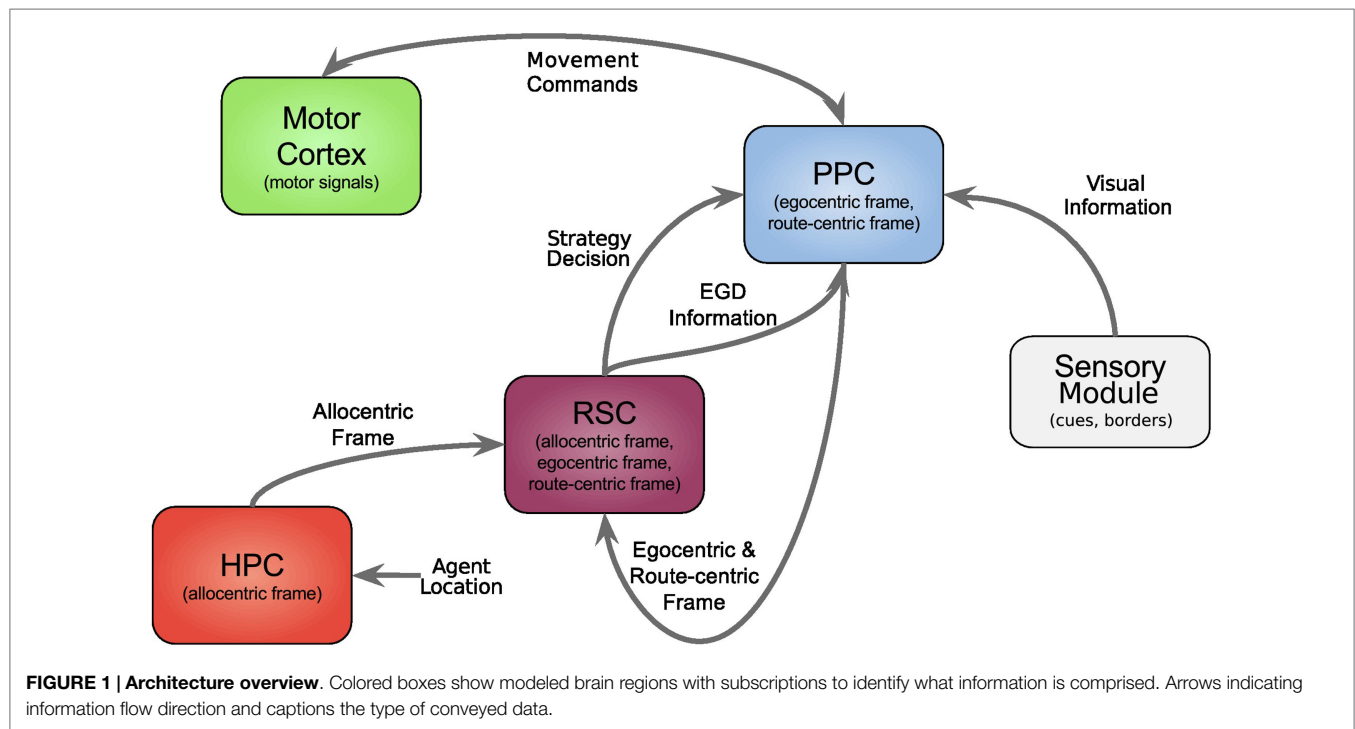 Movement
Commands
Motor
Cortex
(motor signals)
PPC
(egocentric frame,
route-centric frame)
Visual
Information
Strategy
Decision
EGD
Information
Sensory
Module
(cues, borders)
Allocentric
Frame
RSC
(allocentric frame,
egocentric frame,
route-centric frame)
HPC
(allocentric frame)
Agent
Location
Egocentric &
Route-centric
Frame
FIGURE 1 | Architecture overview. Colored boxes show modeled brain regions with subscriptions to identify what information is comprised. Arrows indicating
information flow direction and captions the type of conveyed data.